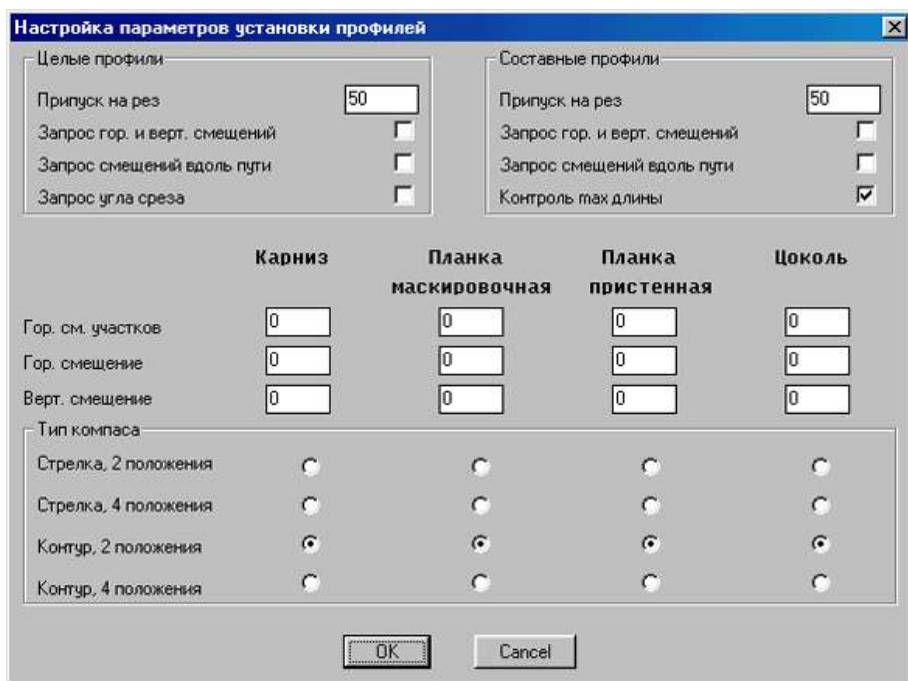 Настройка параметров установки профилей
Целые профили
Припуск на рез 50
Запрос гор. и верт. смещений
Запрос смещений вдоль пути
Запрос угла среза
Составные профили
Припуск на рез 50
Запрос гор. и верт. смещений
Запрос смещений вдоль пути
Контроль max длины
Карниз Планка маскировочная Планка пристенная Цоколь
Гор. см. участков 0 0 0 0
Гор. смещение 0 0 0 0
Верт. смещение 0 0 0 0
Тип компаса
Стрелка, 2 положения
Стрелка, 4 положения
Контур, 2 положения
Контур, 4 положения
OK Cancel